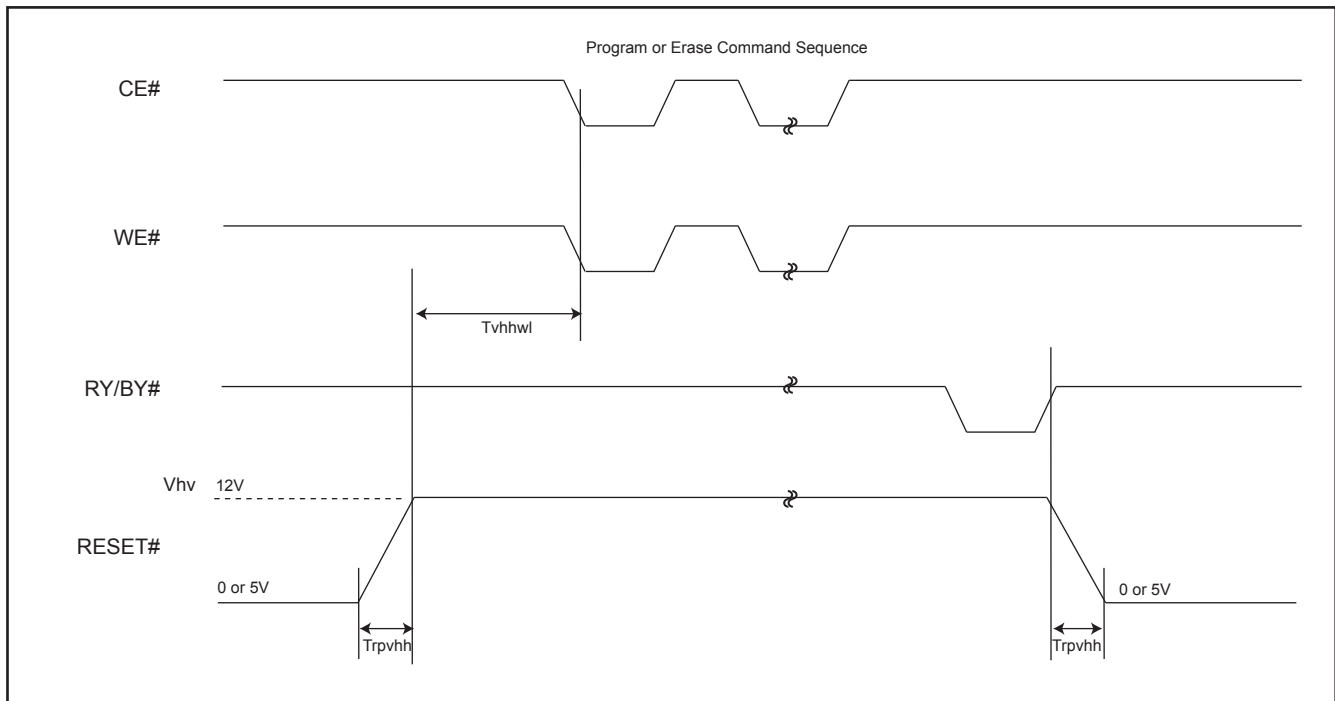 Program or Erase Command Sequence
CE#
WE#
Tvhhwl
RY/BY#
Vhv 12V
RESET#
0 or 5V 0 or 5V
Trpvhh Trpvhh